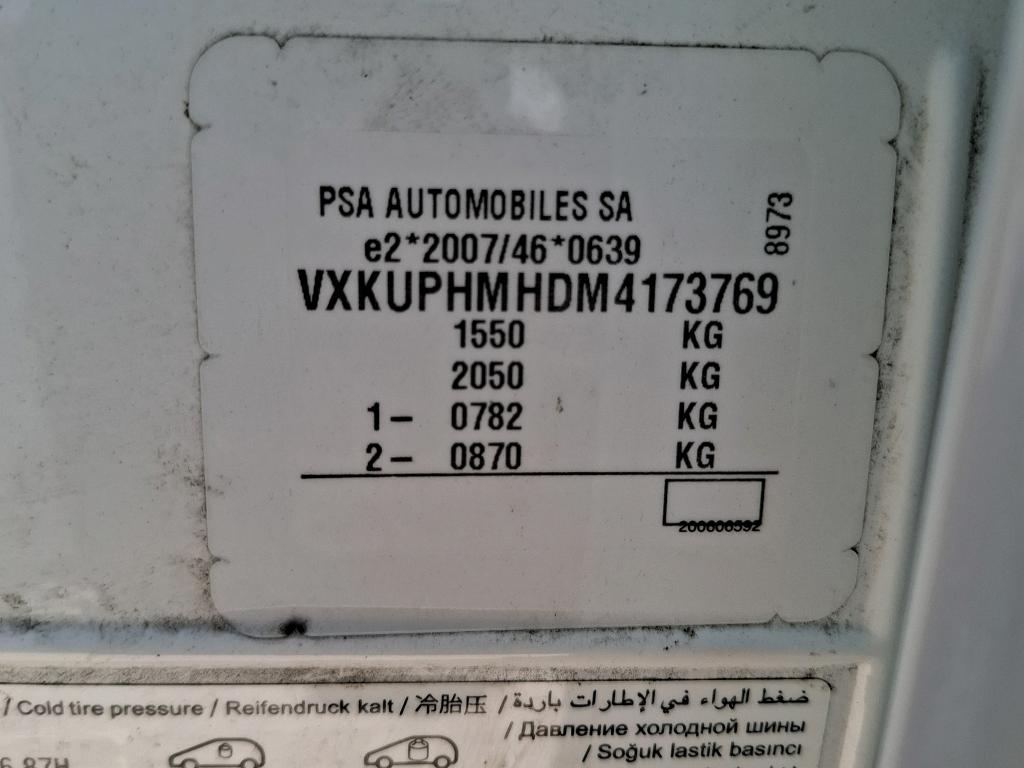 PSA AUTOMOBILES SA
8973
e2*2007/46*0639
VXKUPHMHDM4173769
1550 KG
2050 KG
1- 0782 KG
2- 0870 KG
/ Cold tire pressure / Reifendruck kalt / 冷胎压 / ضغط الهواء في الإطارات باردة
/ Давление холодной шины
/ Soğuk lastik basıncı